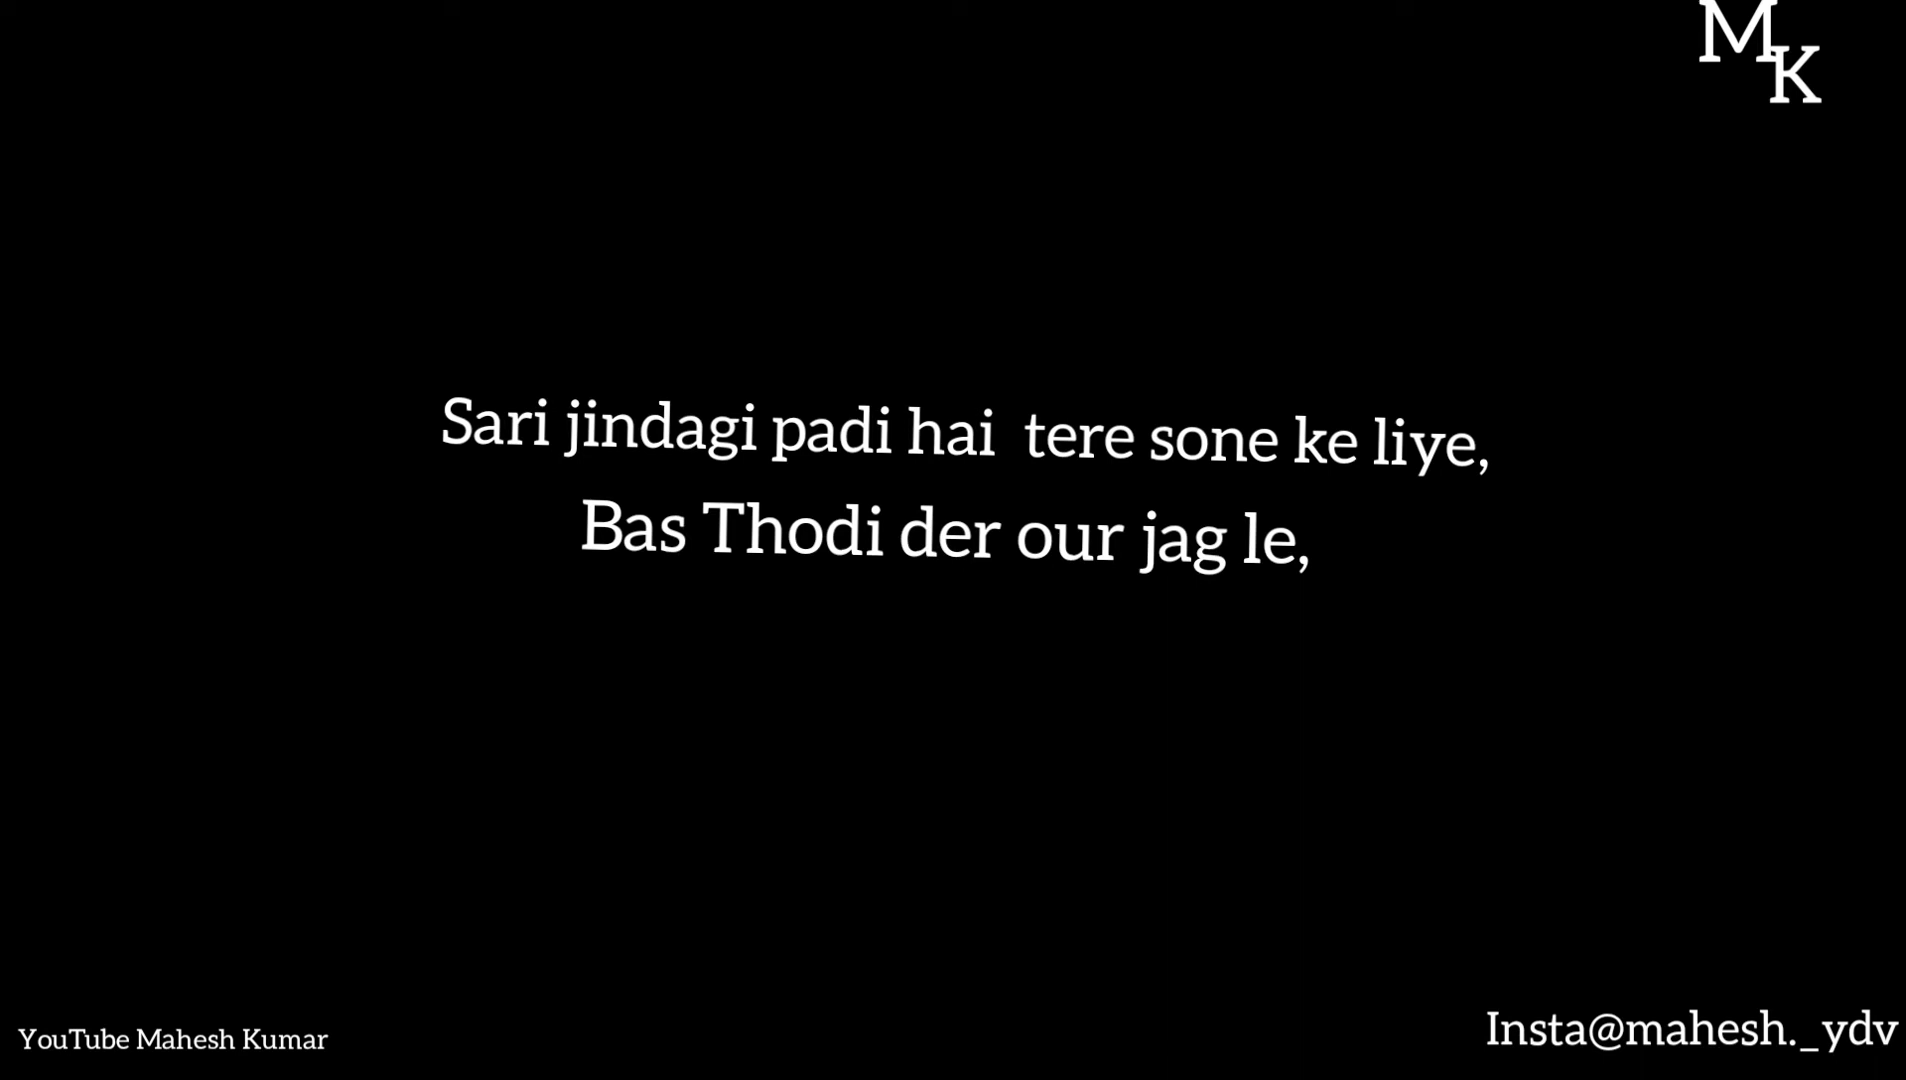 M
K
Sari jindagi padi hai  tere sone ke liye,
Bas Thodi der our jag le,
YouTube Mahesh Kumar
Insta@mahesh._ydv